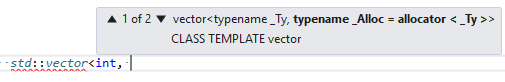 ▲ 1 of 2 ▼ vector<typename _Ty, typename _Alloc = allocator < _Ty >>
CLASS TEMPLATE vector
std::vector<int,